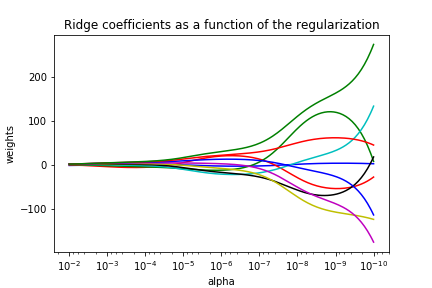 Ridge coefficients as a function of the regularization
weights
200
100
0
−100
10⁻² 10⁻³ 10⁻⁴ 10⁻⁵ 10⁻⁶ 10⁻⁷ 10⁻⁸ 10⁻⁹ 10⁻¹⁰
alpha